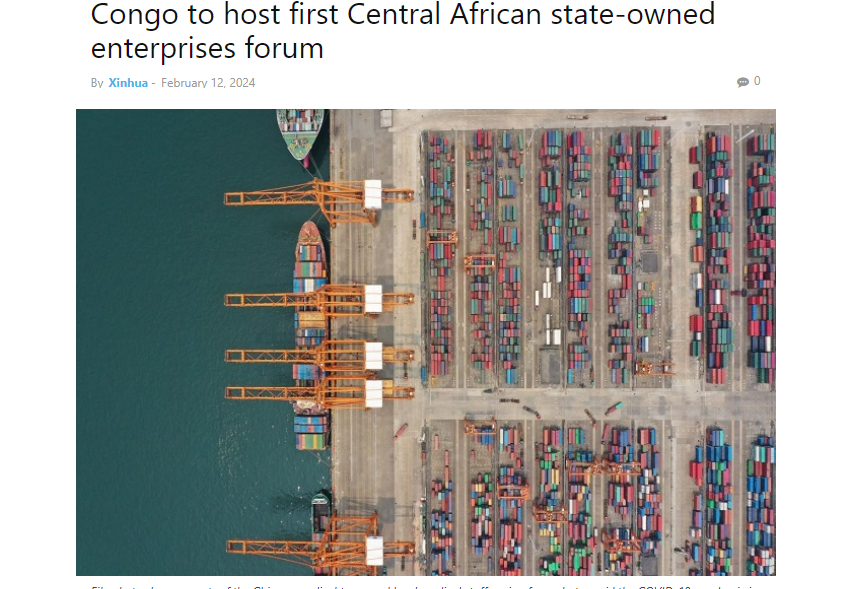 Congo to host first Central African state-owned
enterprises forum
By Xinhua - February 12, 2024
0